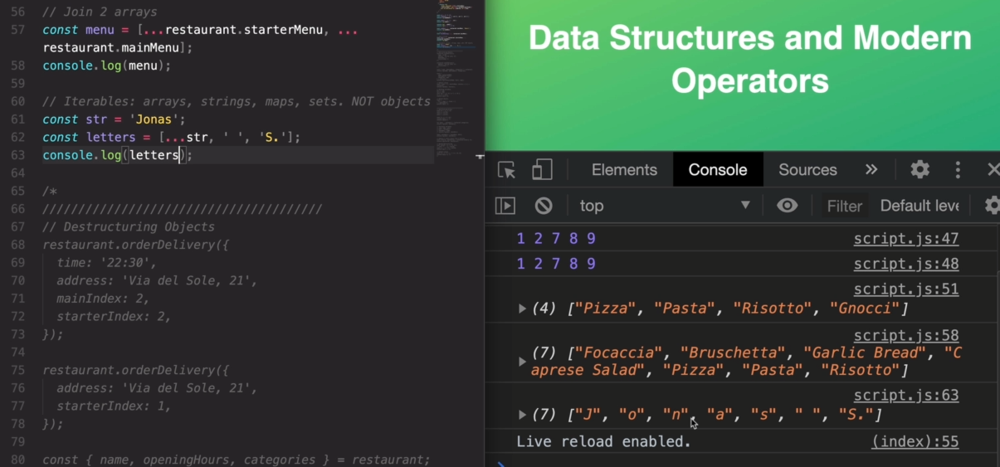 56 // Join 2 arrays
57 const menu = [...restaurant.starterMenu, ...
restaurant.mainMenu];
58 console.log(menu);
59
60 // Iterables: arrays, strings, maps, sets. NOT objects
61 const str = 'Jonas';
62 const letters = [...str, ' ', 'S.'];
63 console.log(letters);
64
65 /*
66 ///////////////////////////////////////
67 // Destructuring Objects
68 restaurant.orderDelivery({
69 time: '22:30',
70 address: 'Via del Sole, 21',
71 mainIndex: 2,
72 starterIndex: 2,
73 });
74
75 restaurant.orderDelivery({
76 address: 'Via del Sole, 21',
77 starterIndex: 1,
78 });
79
80 const { name, openingHours, categories } = restaurant;
Data Structures and Modern
Operators
Elements Console Sources »
top Filter Default leve
1 2 7 8 9 script.js:47
1 2 7 8 9 script.js:48
script.js:51
(4) ["Pizza", "Pasta", "Risotto", "Gnocci"]
script.js:58
(7) ["Focaccia", "Bruschetta", "Garlic Bread", "C
aprese Salad", "Pizza", "Pasta", "Risotto"]
script.js:63
(7) ["J", "o", "n", "a", "s", " ", "S."]
Live reload enabled. (index):55